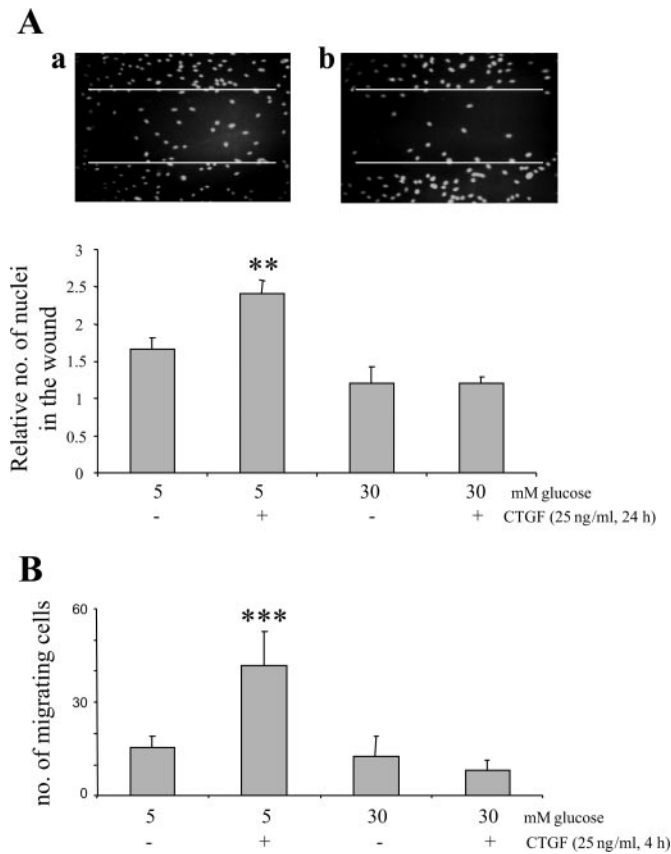 A
a
b
3
2.5
2
1.5
1
0.5
0
Relative no. of nuclei
in the wound
**
5 5 30 30 mM glucose
- + - + CTGF (25 ng/ml, 24 h)
B
60
30
0
no. of migrating cells
***
5 5 30 30 mM glucose
- + - + CTGF (25 ng/ml, 4 h)